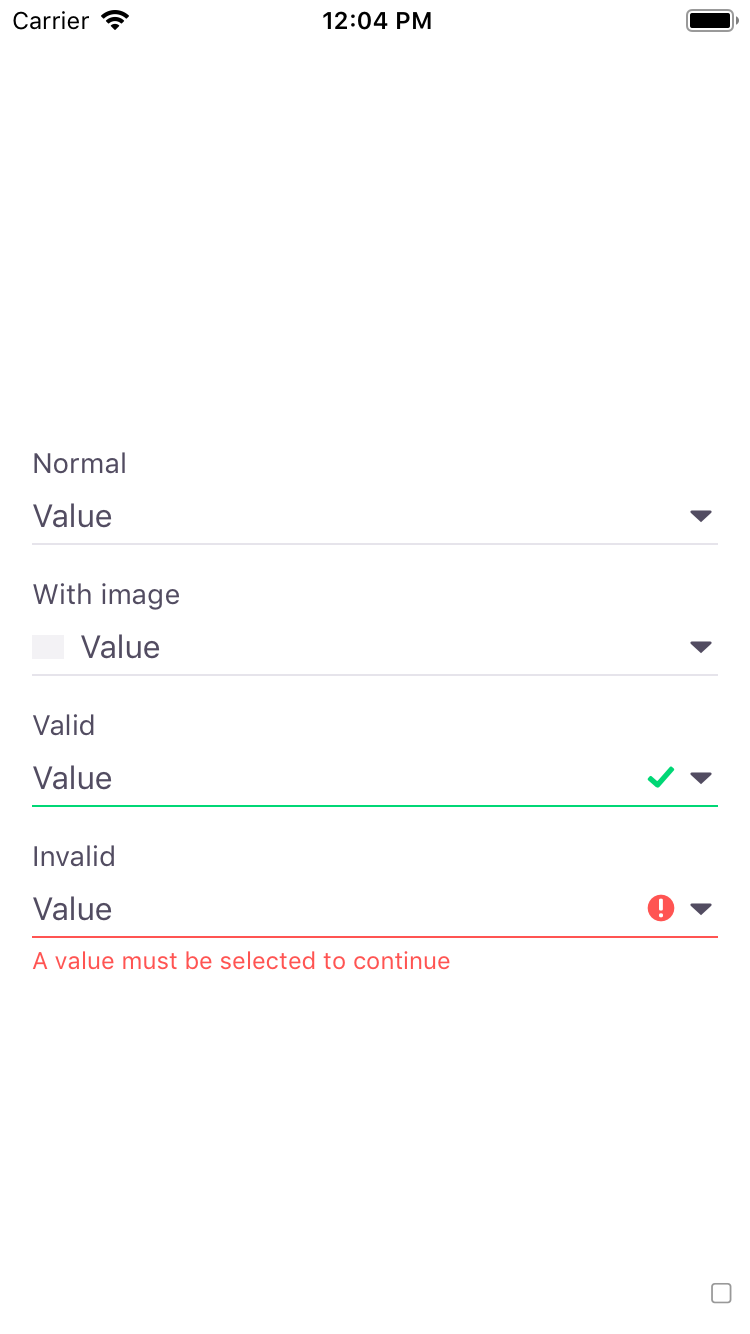 Carrier 12:04 PM
Normal
Value
With image
Value
Valid
Value
Invalid
Value
A value must be selected to continue